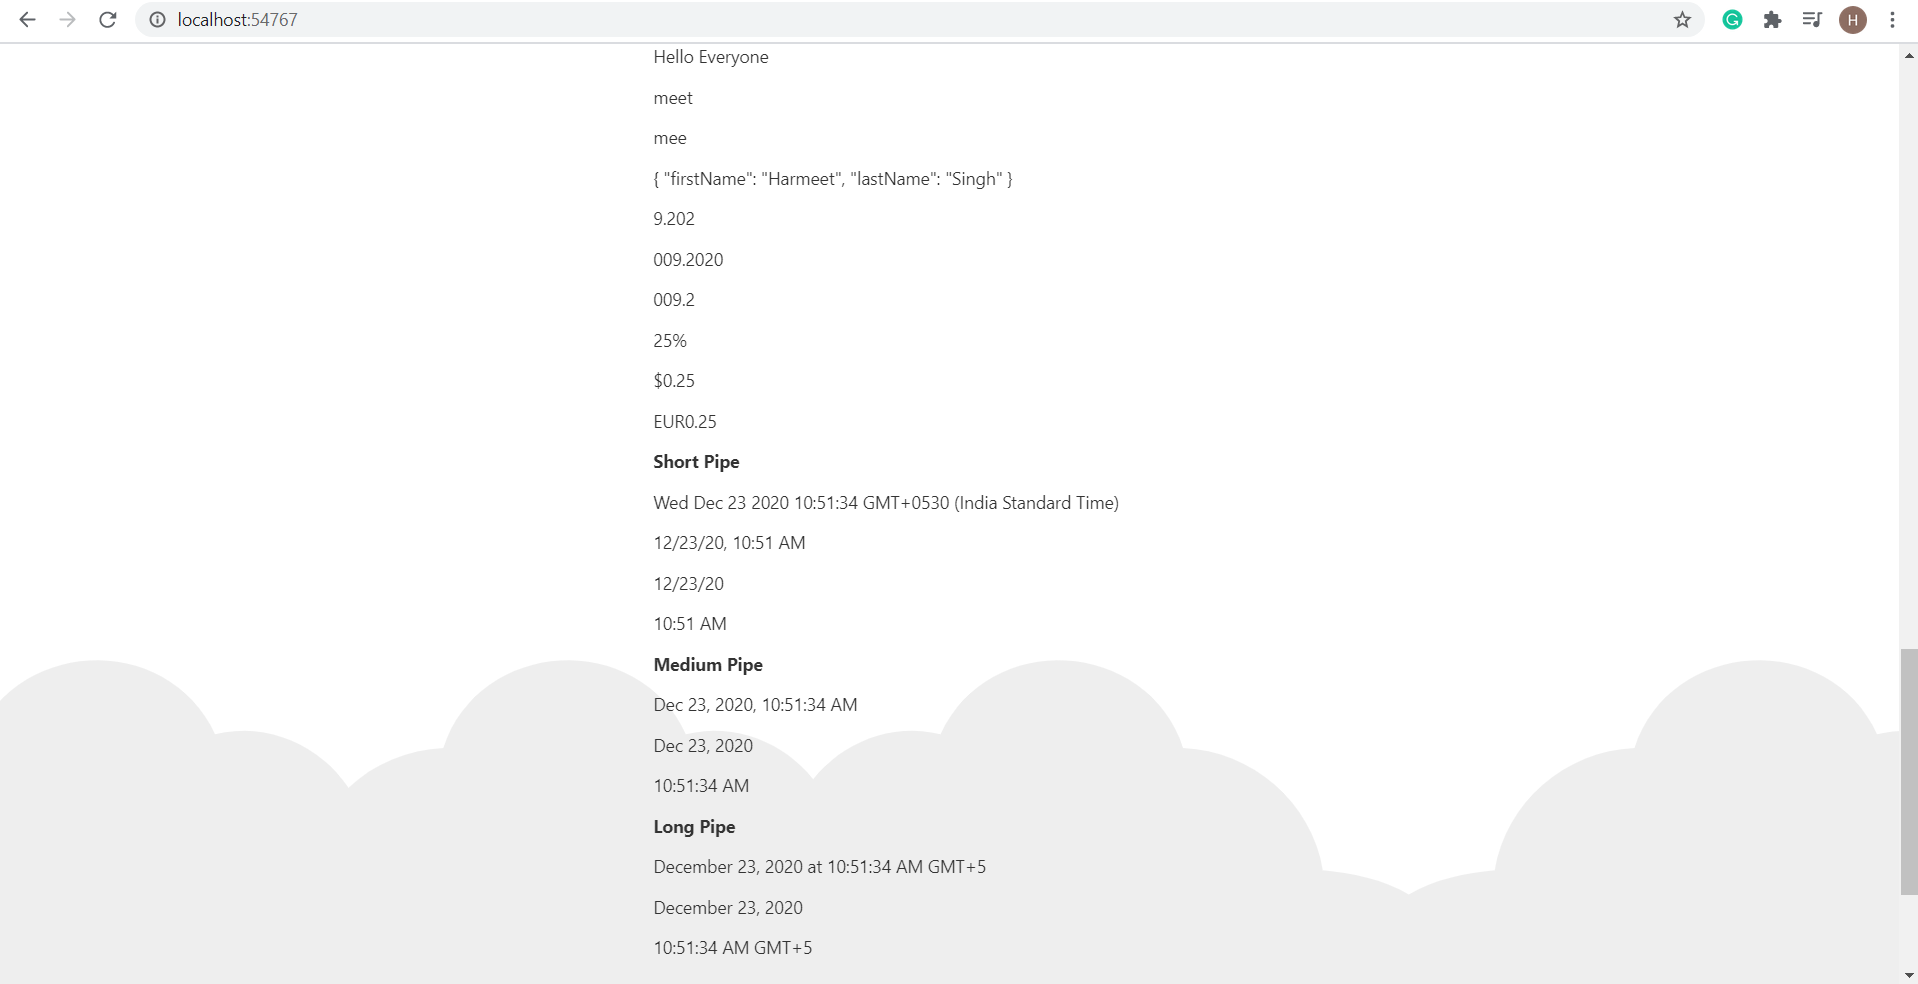 localhost:54767
H
Hello Everyone
meet
mee
{ "firstName": "Harmeet", "lastName": "Singh" }
9.202
009.2020
009.2
25%
$0.25
EUR0.25
Short Pipe
Wed Dec 23 2020 10:51:34 GMT+0530 (India Standard Time)
12/23/20, 10:51 AM
12/23/20
10:51 AM
Medium Pipe
Dec 23, 2020, 10:51:34 AM
Dec 23, 2020
10:51:34 AM
Long Pipe
December 23, 2020 at 10:51:34 AM GMT+5
December 23, 2020
10:51:34 AM GMT+5